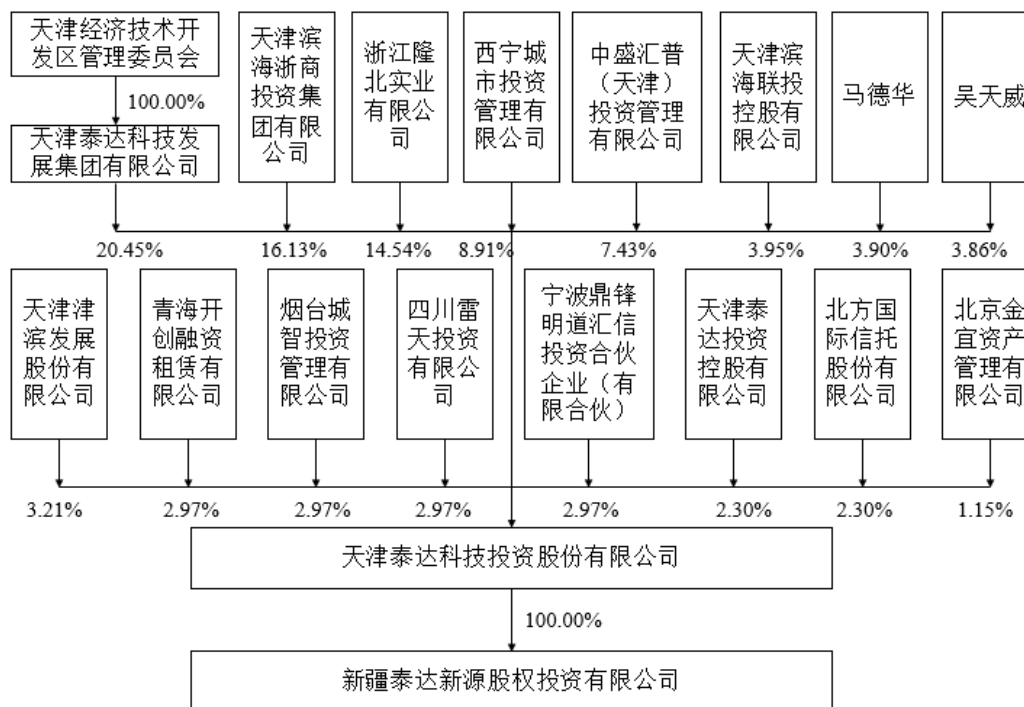 天津经济技术开
发区管理委员会
100.00%
天津泰达科技发
展集团有限公司
天津滨
海浙商
投资集
团有限
公司
浙江隆
北实业
有限公
司
西宁城
市投资
管理有
限公司
中盛汇普
（天津）
投资管理
有限公司
天津滨
海联投
控股有
限公司
马德华
吴天威
20.45%
16.13%
14.54%
8.91%
7.43%
3.95%
3.90%
3.86%
天津津
滨发展
股份有
限公司
青海开
创融资
租赁有
限公司
烟台城
智投资
管理有
限公司
四川雷
天投资
有限公
司
宁波鼎锋
明道汇信
投资合伙
企业（有
限合伙）
天津泰
达投资
控股有
限公司
北方国
际信托
股份有
限公司
北京金
宜资产
管理有
限公司
3.21%
2.97%
2.97%
2.97%
2.97%
2.30%
2.30%
1.15%
天津泰达科技投资股份有限公司
100.00%
新疆泰达新源股权投资有限公司